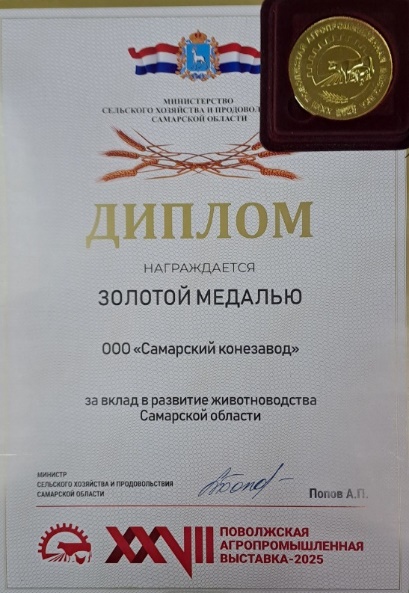 МИНИСТЕРСТВО
СЕЛЬСКОГО ХОЗЯЙСТВА И ПРОДОВОЛЬ
САМАРСКОЙ ОБЛАСТИ
ДИПЛОМ
НАГРАЖДАЕТСЯ
ЗОЛОТОЙ МЕДАЛЬЮ
ООО «Самарский конезавод»
за вклад в развитие животноводства
Самарской области
МИНИСТР
СЕЛЬСКОГО ХОЗЯЙСТВА И ПРОДОВОЛЬСТВИЯ
САМАРСКОЙ ОБЛАСТИ
Попов А.П.
XXVII ПОВОЛЖСКАЯ
АГРОПРОМЫШЛЕННАЯ
ВЫСТАВКА-2025